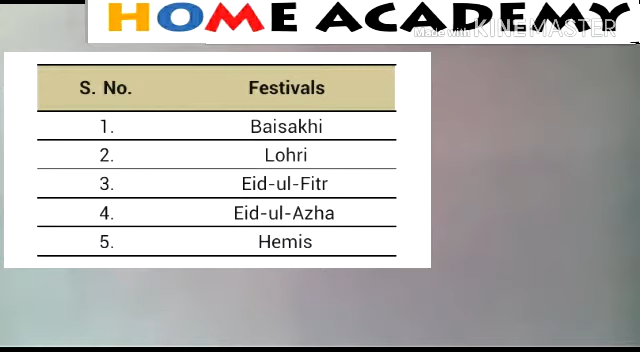 HOME ACADEMY
Made with KINEMASTER
S. No. Festivals
1. Baisakhi
2. Lohri
3. Eid-ul-Fitr
4. Eid-ul-Azha
5. Hemis